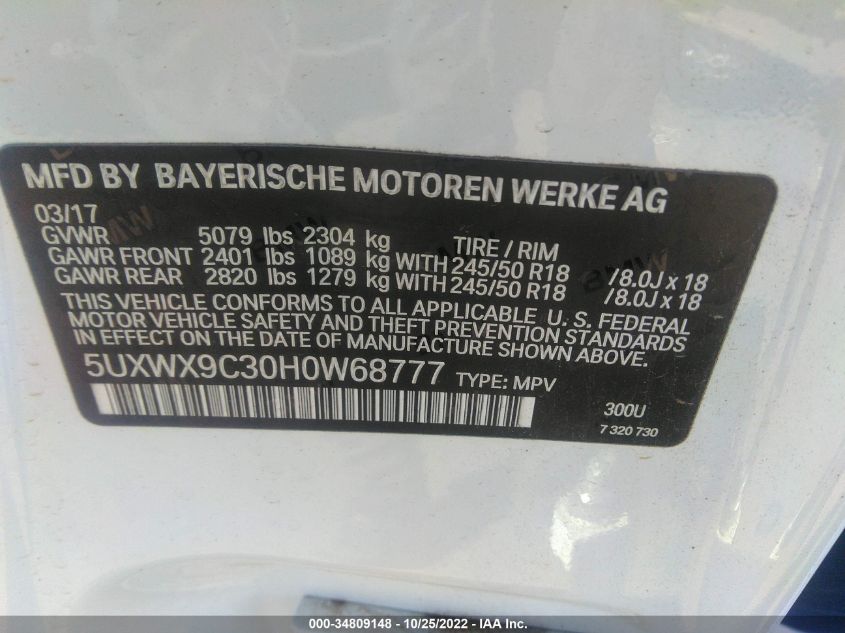 MFD BY BAYERISCHE MOTOREN WERKE AG
03/17
GVWR 5079 lbs 2304 kg TIRE / RIM
GAWR FRONT 2401 lbs 1089 kg WITH 245/50 R18 /8.0J x 18
GAWR REAR 2820 lbs 1279 kg WITH 245/50 R18 /8.0J x 18
THIS VEHICLE CONFORMS TO ALL APPLICABLE U. S. FEDERAL
MOTOR VEHICLE SAFETY AND THEFT PREVENTION STANDARDS
IN EFFECT ON THE DATE OF MANUFACTURE SHOWN ABOVE.
5UXWX9C30H0W68777 TYPE: MPV
300U
7 320 730
000-34809148 - 10/25/2022 - IAA Inc.